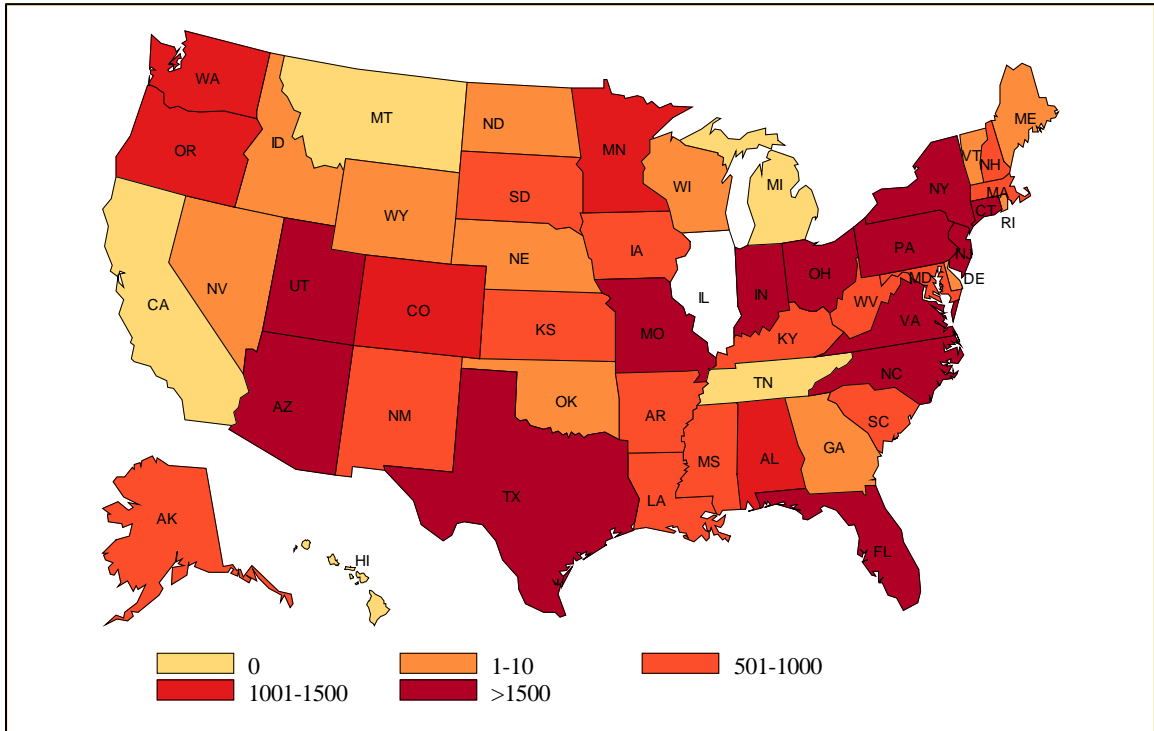 WA
MT
ND
ME
OR
ID
MN
VT
NH
WI
MI
NY
MA
SD
WY
CT
RI
IA
PA
NE
NJ
NV
UT
OH
DE
MD
CA
CO
IL
IN
WV
VA
KS
MO
KY
NC
TN
AZ
NM
OK
AR
SC
GA
MS
AL
TX
LA
AK
FL
HI
0
1-10
501-1000
1001-1500
>1500